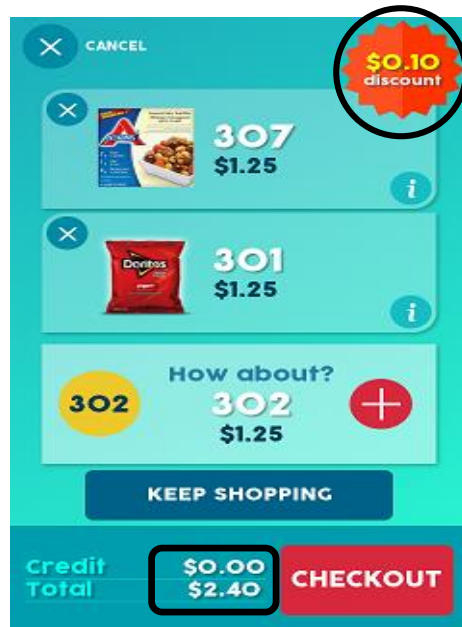 CANCEL
$0.10
discount
307
$1.25
i
Doritos
301
$1.25
i
How about?
302
302
$1.25
KEEP SHOPPING
Credit $0.00
Total $2.40
CHECKOUT